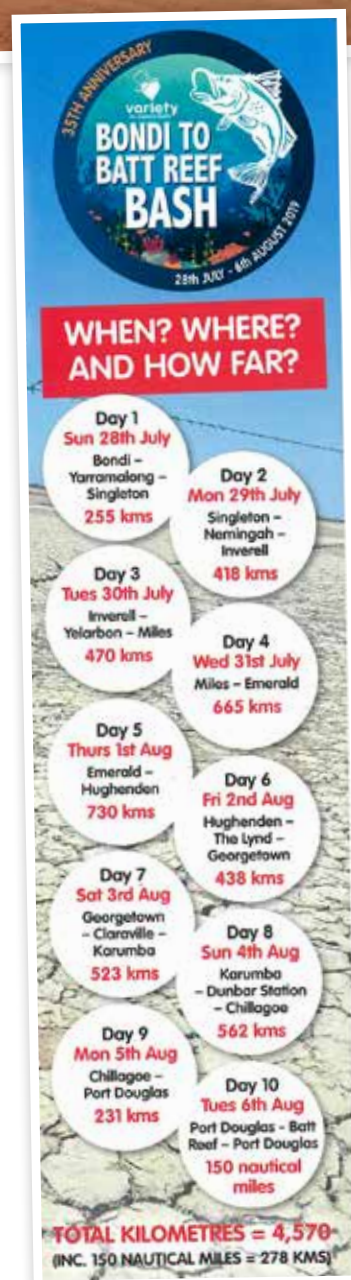 35TH ANNIVERSARY
variety
BONDI TO
BATT REEF
BASH
28th JULY - 6th AUGUST 2019
WHEN? WHERE?
AND HOW FAR?
Day 1
Sun 28th July
Bondi –
Yarramalong –
Singleton
255 kms
Day 2
Mon 29th July
Singleton –
Nemingah –
Inverell
418 kms
Day 3
Tues 30th July
Inverell –
Yelarbon – Miles
470 kms
Day 4
Wed 31st July
Miles – Emerald
665 kms
Day 5
Thurs 1st Aug
Emerald –
Hughenden
730 kms
Day 6
Fri 2nd Aug
Hughenden –
The Lynd –
Georgetown
438 kms
Day 7
Sat 3rd Aug
Georgetown
– Claraville –
Karumba
523 kms
Day 8
Sun 4th Aug
Karumba
– Dunbar Station
– Chillagoe
562 kms
Day 9
Mon 5th Aug
Chillagoe –
Port Douglas
231 kms
Day 10
Tues 6th Aug
Port Douglas - Batt
Reef – Port Douglas
150 nautical
miles
TOTAL KILOMETRES = 4,570
(INC. 150 NAUTICAL MILES = 278 KMS)